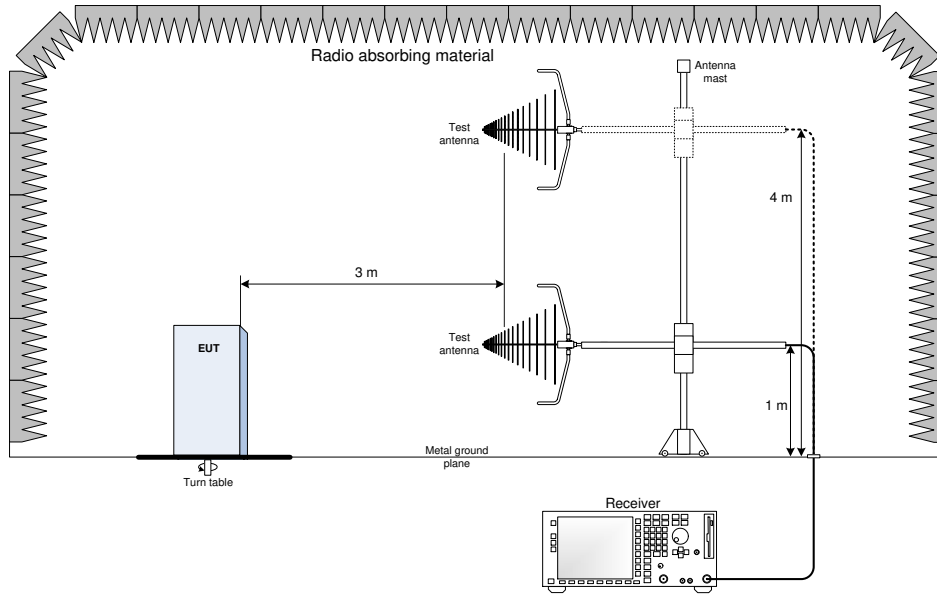 Radio absorbing material
Antenna
mast
Test
antenna
4 m
3 m
EUT
Test
antenna
1 m
Metal ground
plane
Turn table
Receiver